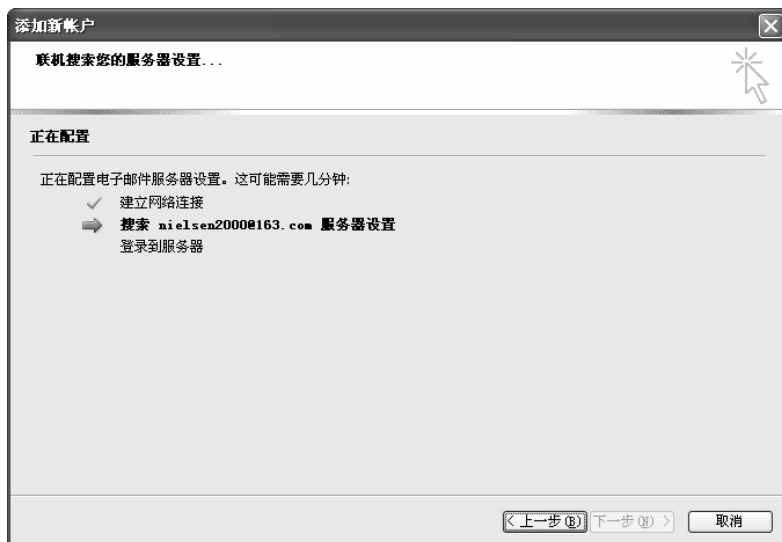 添加新帐户
联机搜索您的服务器设置...
正在配置
正在配置电子邮件服务器设置。这可能需要几分钟:
建立网络连接
搜索 nielsen2000@163.com 服务器设置
登录到服务器
< 上一步(B) 下一步(N) > 取消